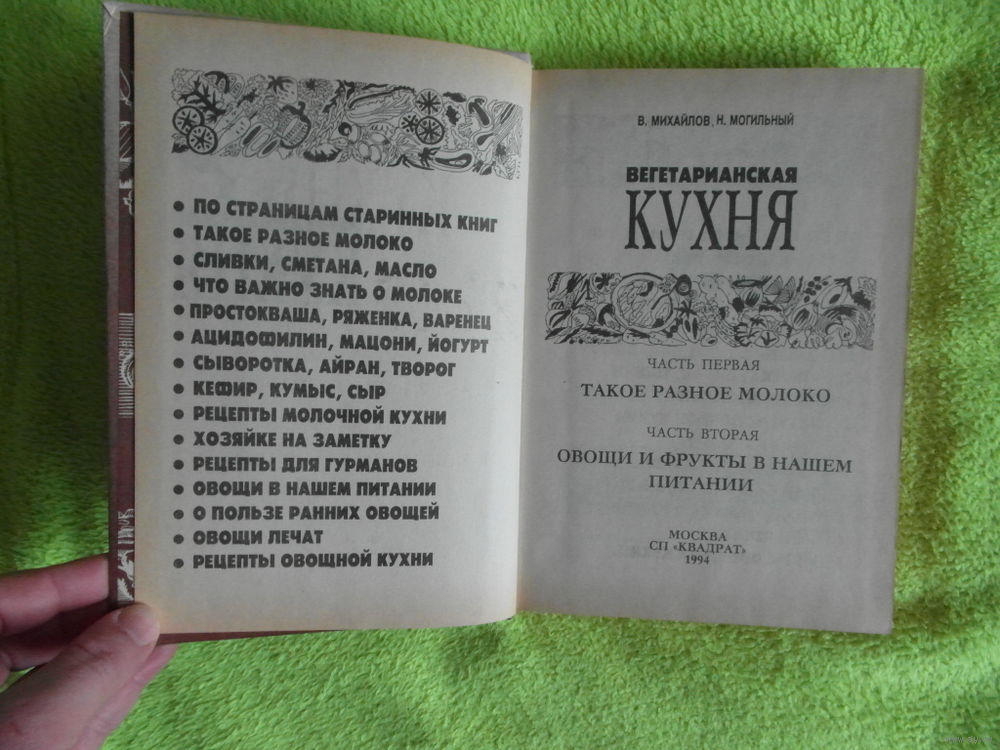 • ПО СТРАНИЦАМ СТАРИННЫХ КНИГ
• ТАКОЕ РАЗНОЕ МОЛОКО
• СЛИВКИ, СМЕТАНА, МАСЛО
• ЧТО ВАЖНО ЗНАТЬ О МОЛОКЕ
• ПРОСТОКВАША, РЯЖЕНКА, ВАРЕНЕЦ
• АЦИДОФИЛИН, МАЦОНИ, ЙОГУРТ
• СЫВОРОТКА, АЙРАН, ТВОРОГ
• КЕФИР, КУМЫС, СЫР
• РЕЦЕПТЫ МОЛОЧНОЙ КУХНИ
• ХОЗЯЙКЕ НА ЗАМЕТКУ
• РЕЦЕПТЫ ДЛЯ ГУРМАНОВ
• ОВОЩИ В НАШЕМ ПИТАНИИ
• О ПОЛЬЗЕ РАННИХ ОВОЩЕЙ
• ОВОЩИ ЛЕЧАТ
• РЕЦЕПТЫ ОВОЩНОЙ КУХНИ
В. МИХАЙЛОВ, Н. МОГИЛЬНЫЙ
ВЕГЕТАРИАНСКАЯ
КУХНЯ
ЧАСТЬ ПЕРВАЯ
ТАКОЕ РАЗНОЕ МОЛОКО
ЧАСТЬ ВТОРАЯ
ОВОЩИ И ФРУКТЫ В НАШЕМ
ПИТАНИИ
МОСКВА
СП «КВАДРАТ»
1994